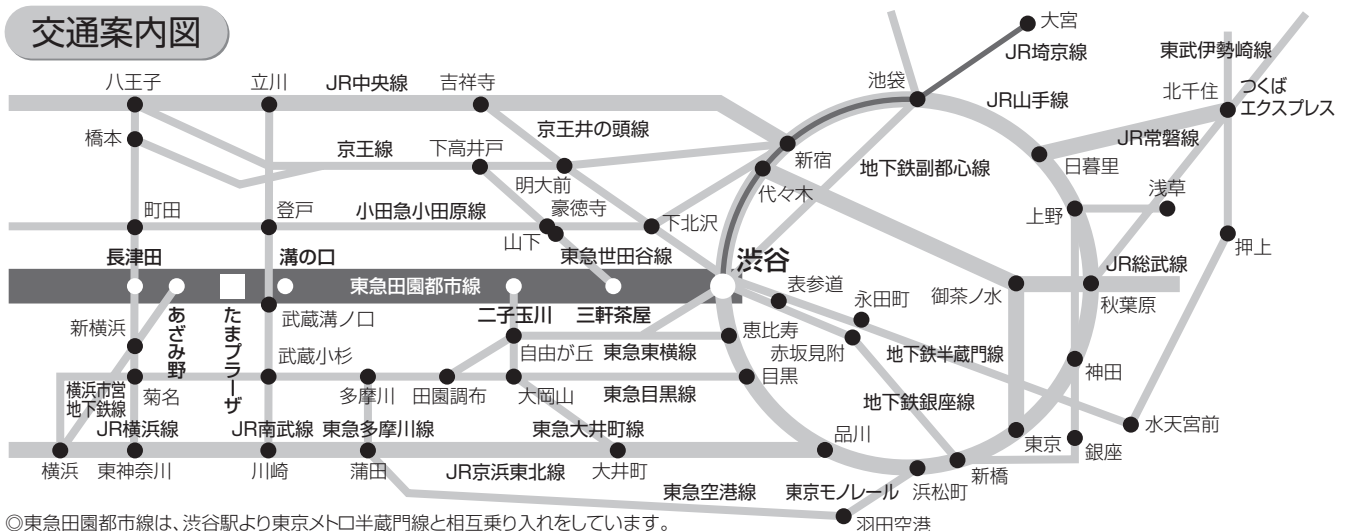 交通案内図
大宮
JR埼京線
東武伊勢崎線
八王子
立川
JR中央線
吉祥寺
池袋
JR山手線
北千住
つくば
エクスプレス
橋本
京王線
下高井戸
京王井の頭線
新宿
地下鉄副都心線
JR常磐線
日暮里
明大前
代々木
浅草
町田
登戸
小田急小田原線
豪徳寺
山下
下北沢
上野
押上
長津田
溝の口
東急世田谷線
渋谷
JR総武線
東急田園都市線
表参道
永田町
御茶ノ水
秋葉原
新横浜
あざみ野
たまプラーザ
武蔵溝ノ口
二子玉川
三軒茶屋
恵比寿
赤坂見附
自由が丘
東急東横線
地下鉄半蔵門線
武蔵小杉
目黒
神田
横浜市営
地下鉄線
菊名
多摩川
田園調布
大岡山
東急目黒線
地下鉄銀座線
JR横浜線
JR南武線
東急多摩川線
東急大井町線
品川
水天宮前
東京
銀座
横浜
東神奈川
川崎
蒲田
JR京浜東北線
大井町
新橋
東急空港線
東京モノレール
浜松町
羽田空港
◎東急田園都市線は、渋谷駅より東京メトロ半蔵門線と相互乗り入れをしています。